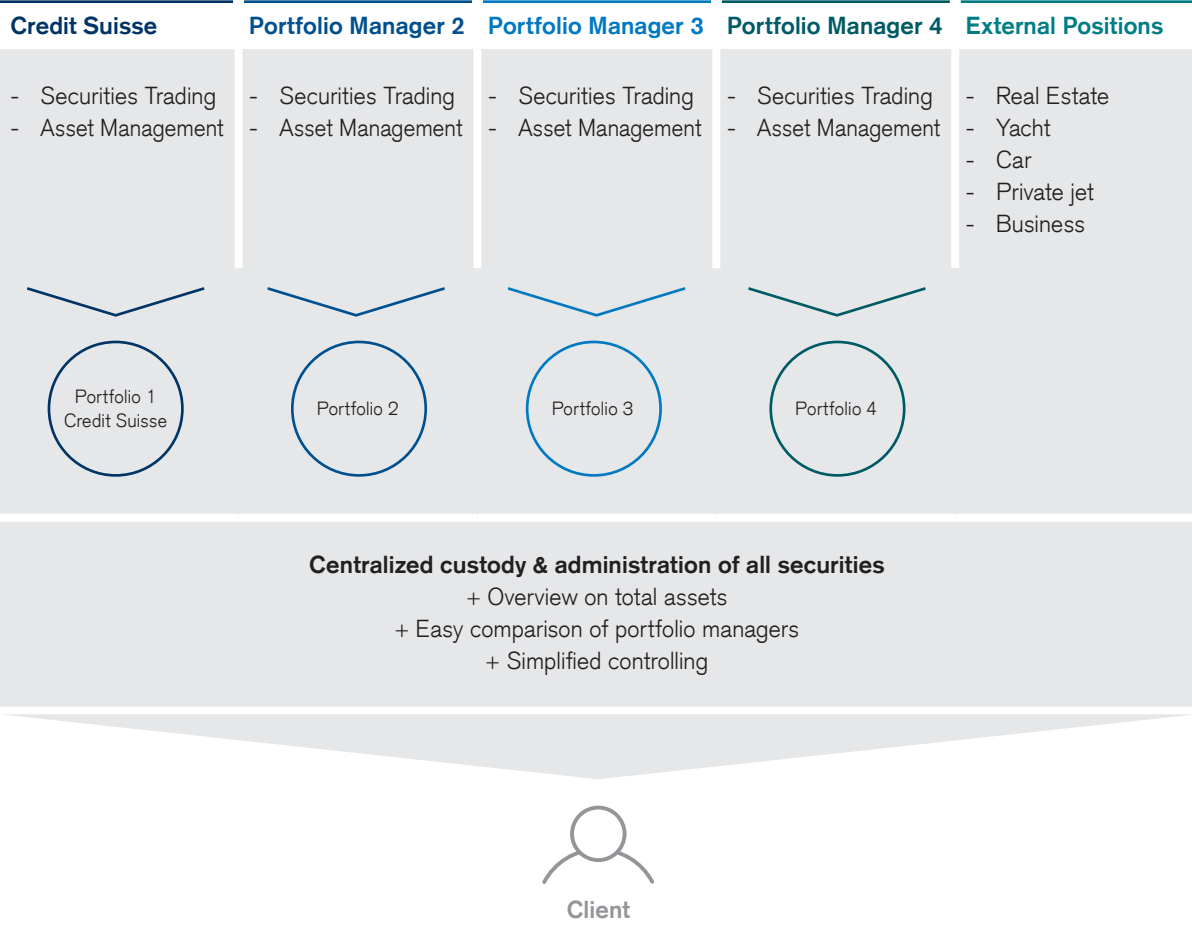 Credit Suisse
- Securities Trading
- Asset Management
Portfolio Manager 2
- Securities Trading
- Asset Management
Portfolio Manager 3
- Securities Trading
- Asset Management
Portfolio Manager 4
- Securities Trading
- Asset Management
External Positions
- Real Estate
- Yacht
- Car
- Private jet
- Business
Portfolio 1
Credit Suisse
Portfolio 2
Portfolio 3
Portfolio 4
Centralized custody & administration of all securities
+ Overview on total assets
+ Easy comparison of portfolio managers
+ Simplified controlling
Client